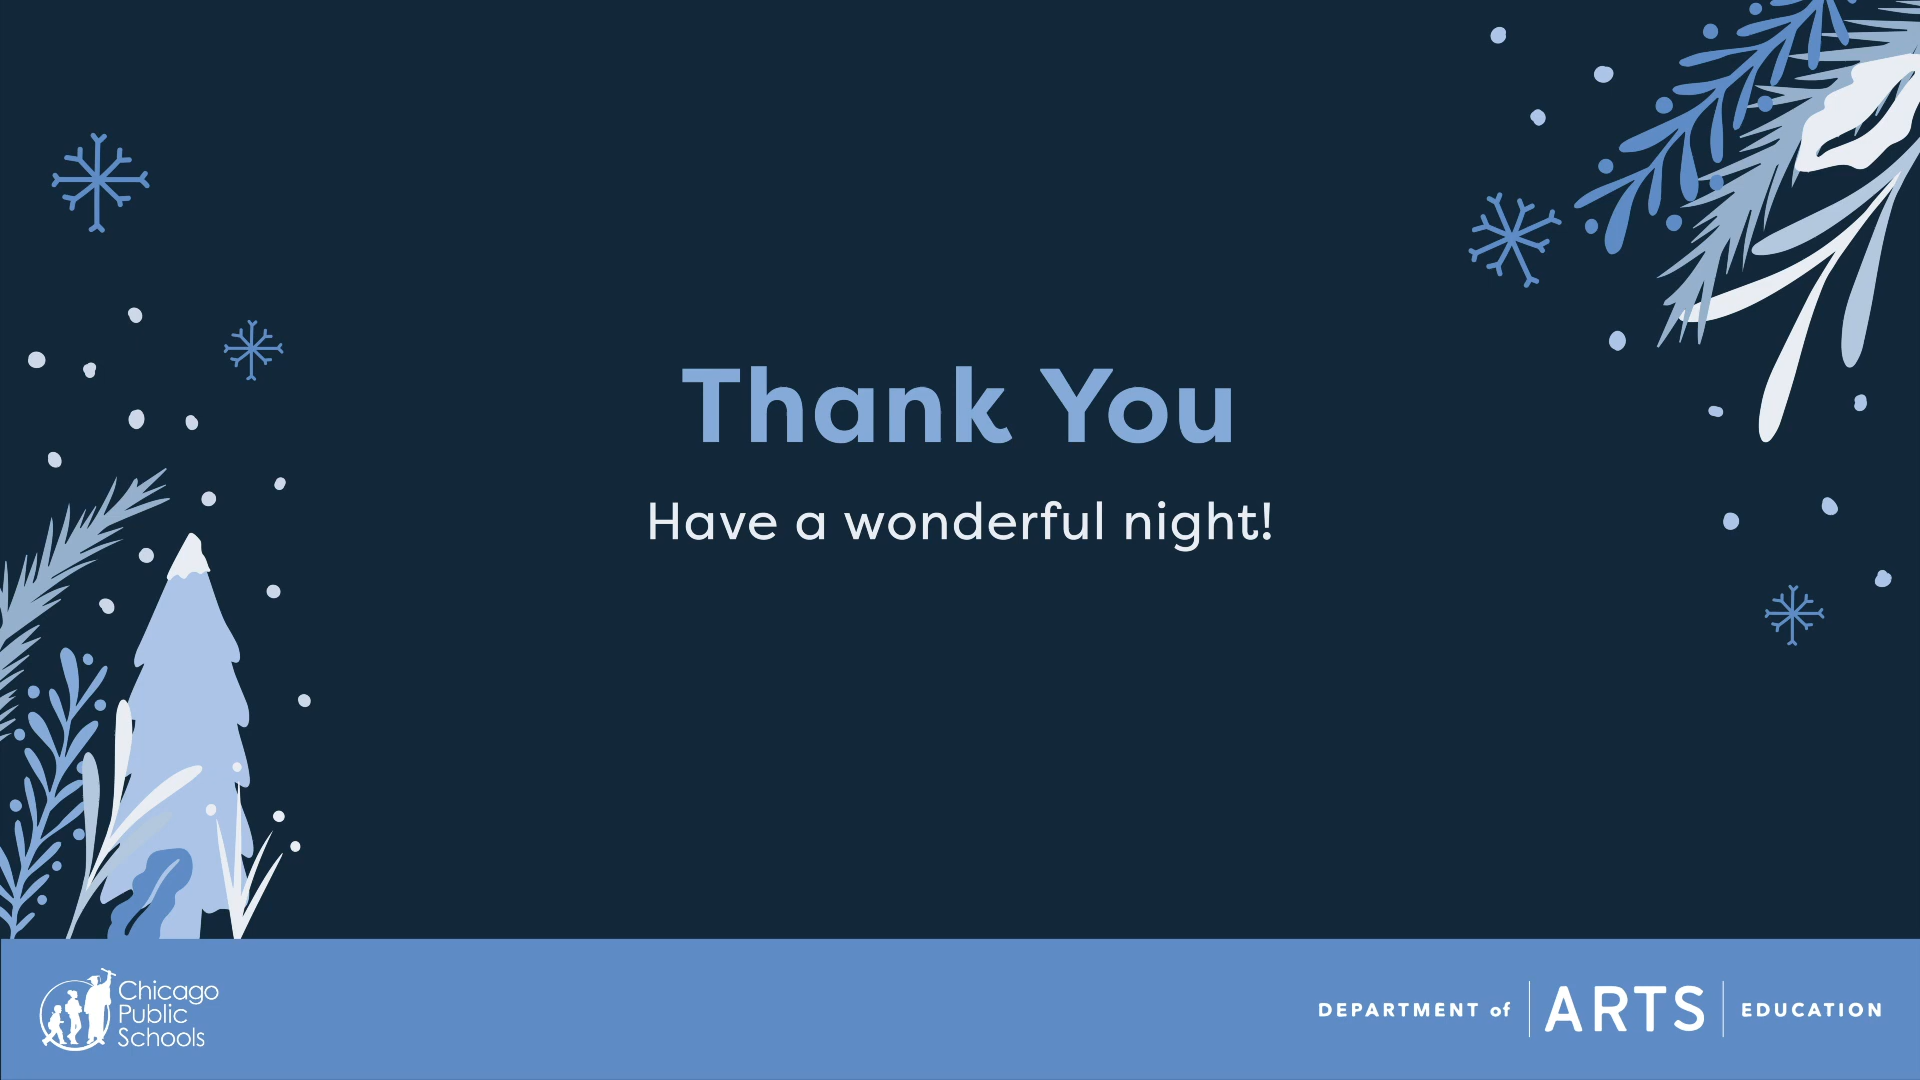 Thank You
Have a wonderful night!
Chicago
Public
Schools
DEPARTMENT of ARTS EDUCATION